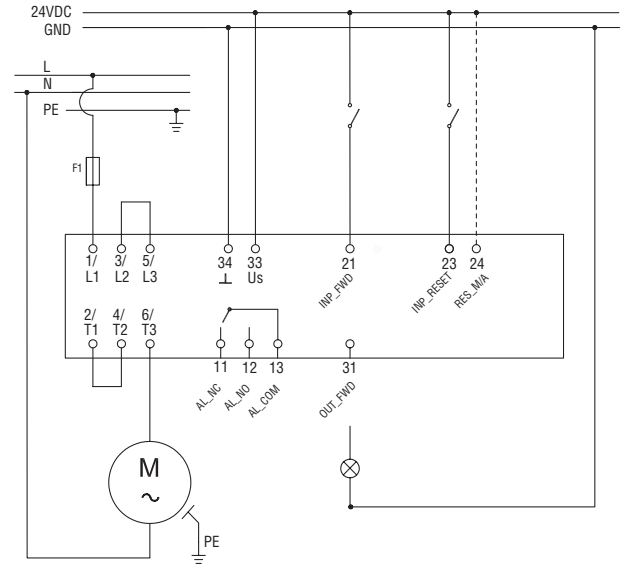 24VDC
GND
L
N
PE
F1
1/ 3/ 5/
L1 L2 L3
34 33 21 23 24
⊥ Us INP_FWD INP_RESET RES_M/A
2/ 4/ 6/
T1 T2 T3
11 12 13 31
AL_NC AL_NO AL_COM OUT_FWD
M
~
PE